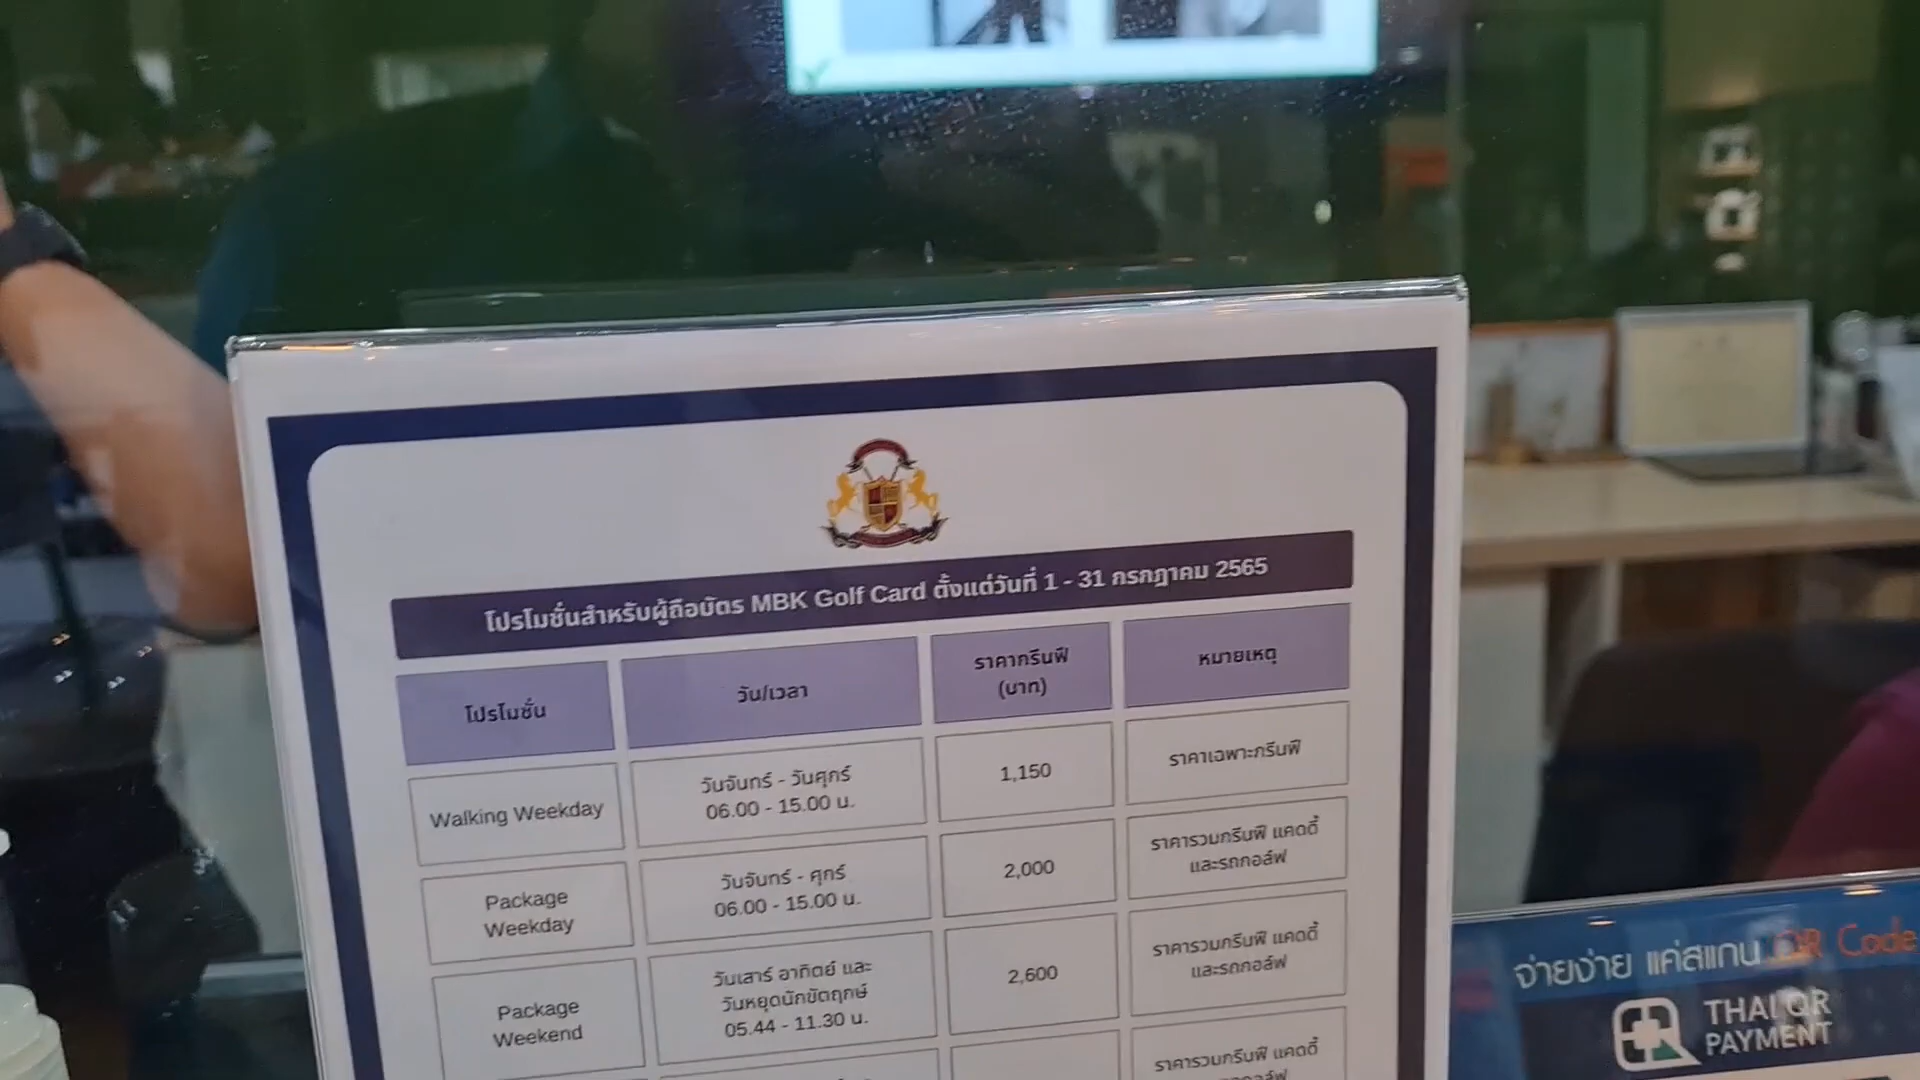 โปรโมชั่นสำหรับผู้ถือบัตร MBK Golf Card ตั้งแต่วันที่ 1 - 31 กรกฎาคม 2565
โปรโมชั่น
วัน/เวลา
ราคากรีนฟี
(บาท)
หมายเหตุ
Walking Weekday
วันจันทร์ - วันศุกร์
06.00 - 15.00 น.
1,150
ราคาเฉพาะกรีนฟี
Package
Weekday
วันจันทร์ - ศุกร์
06.00 - 15.00 น.
2,000
ราคารวมกรีนฟี แคดดี้
และรถกอล์ฟ
Package
Weekend
วันเสาร์ อาทิตย์ และ
วันหยุดนักขัตฤกษ์
05.44 - 11.30 น.
2,600
ราคารวมกรีนฟี แคดดี้
และรถกอล์ฟ
ราคารวมกรีนฟี แคดดี้
จ่ายง่าย แค่สแกน QR Code
THAI QR
PAYMENT